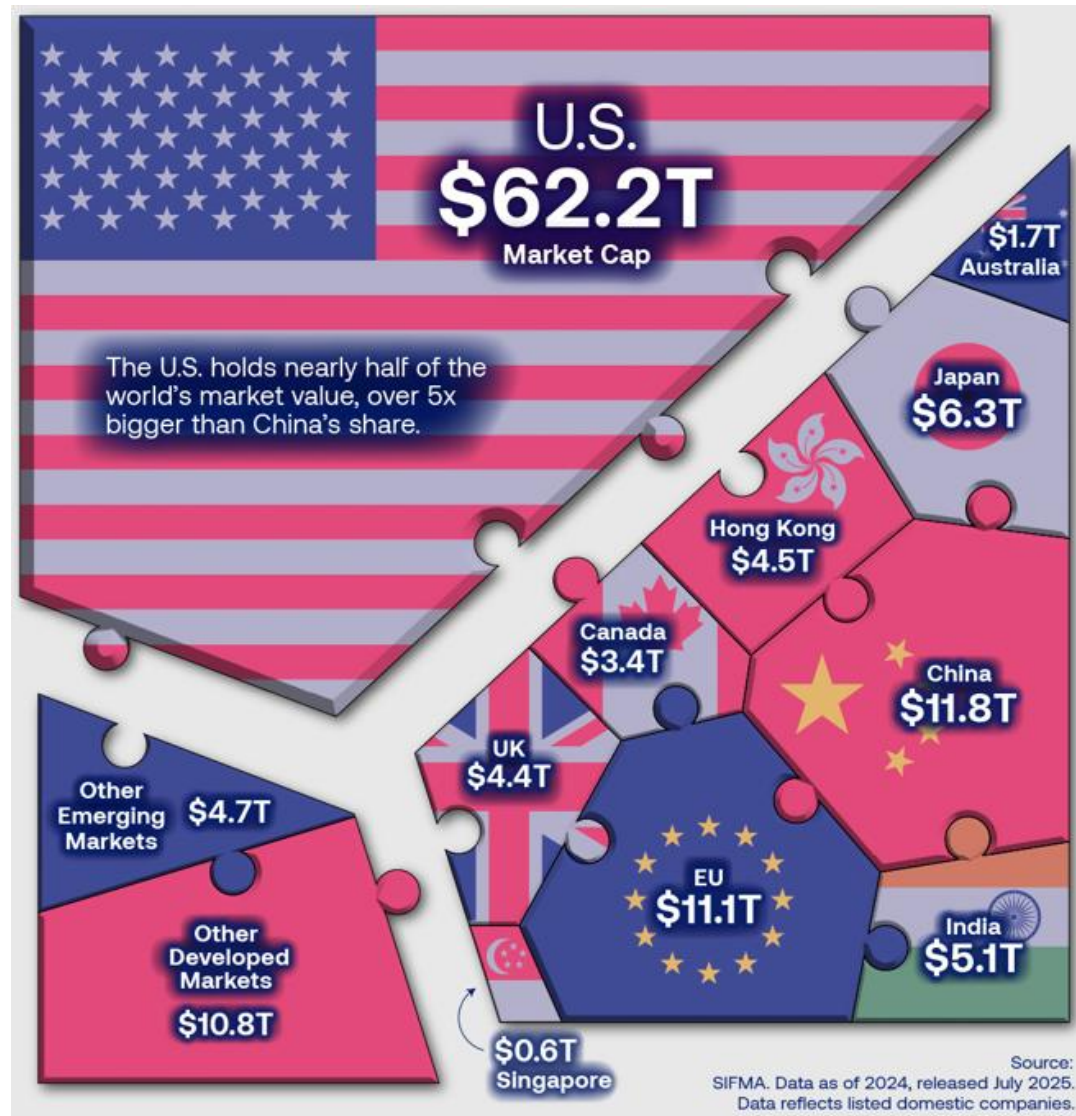 U.S.
$62.2T
Market Cap
The U.S. holds nearly half of the
world's market value, over 5x
bigger than China's share.
$1.7T
Australia
Japan
$6.3T
Hong Kong
$4.5T
Canada
$3.4T
China
$11.8T
UK
$4.4T
Other
Emerging
Markets
$4.7T
EU
$11.1T
India
$5.1T
Other
Developed
Markets
$10.8T
$0.6T
Singapore
Source:
SIFMA. Data as of 2024, released July 2025.
Data reflects listed domestic companies.